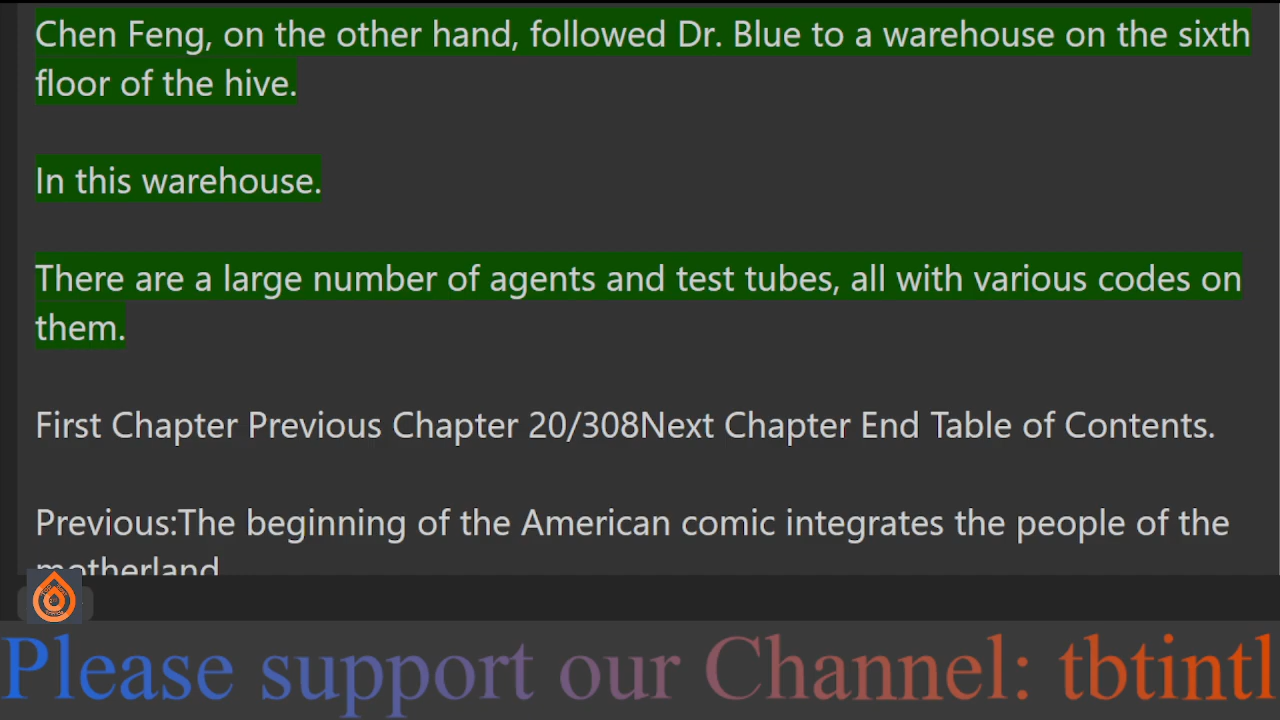 Chen Feng, on the other hand, followed Dr. Blue to a warehouse on the sixth
floor of the hive.
In this warehouse.
There are a large number of agents and test tubes, all with various codes on
them.
First Chapter Previous Chapter 20/308Next Chapter End Table of Contents.
Previous:The beginning of the American comic integrates the people of the
motherland
Please support our Channel: tbtintl